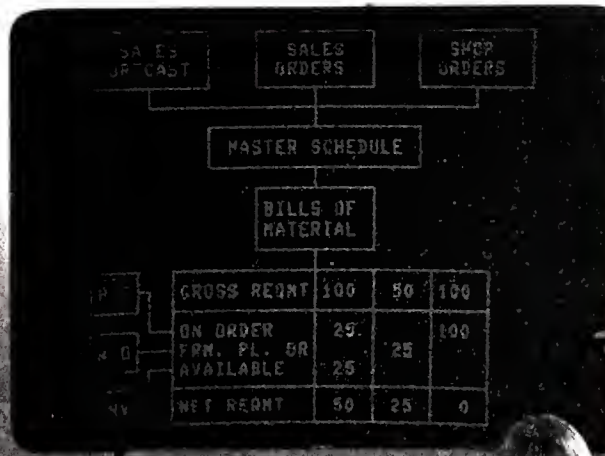 SALES
SALES
SHOP
ORDERS
ORDERS
MASTER SCHEDULE
BILLS OF
MATERIAL
GROSS REQMT 100 50 100
ON ORDER 25 100
FRM. PL. OR 25
AVAILABLE 25
NET REQMT 50 25 0